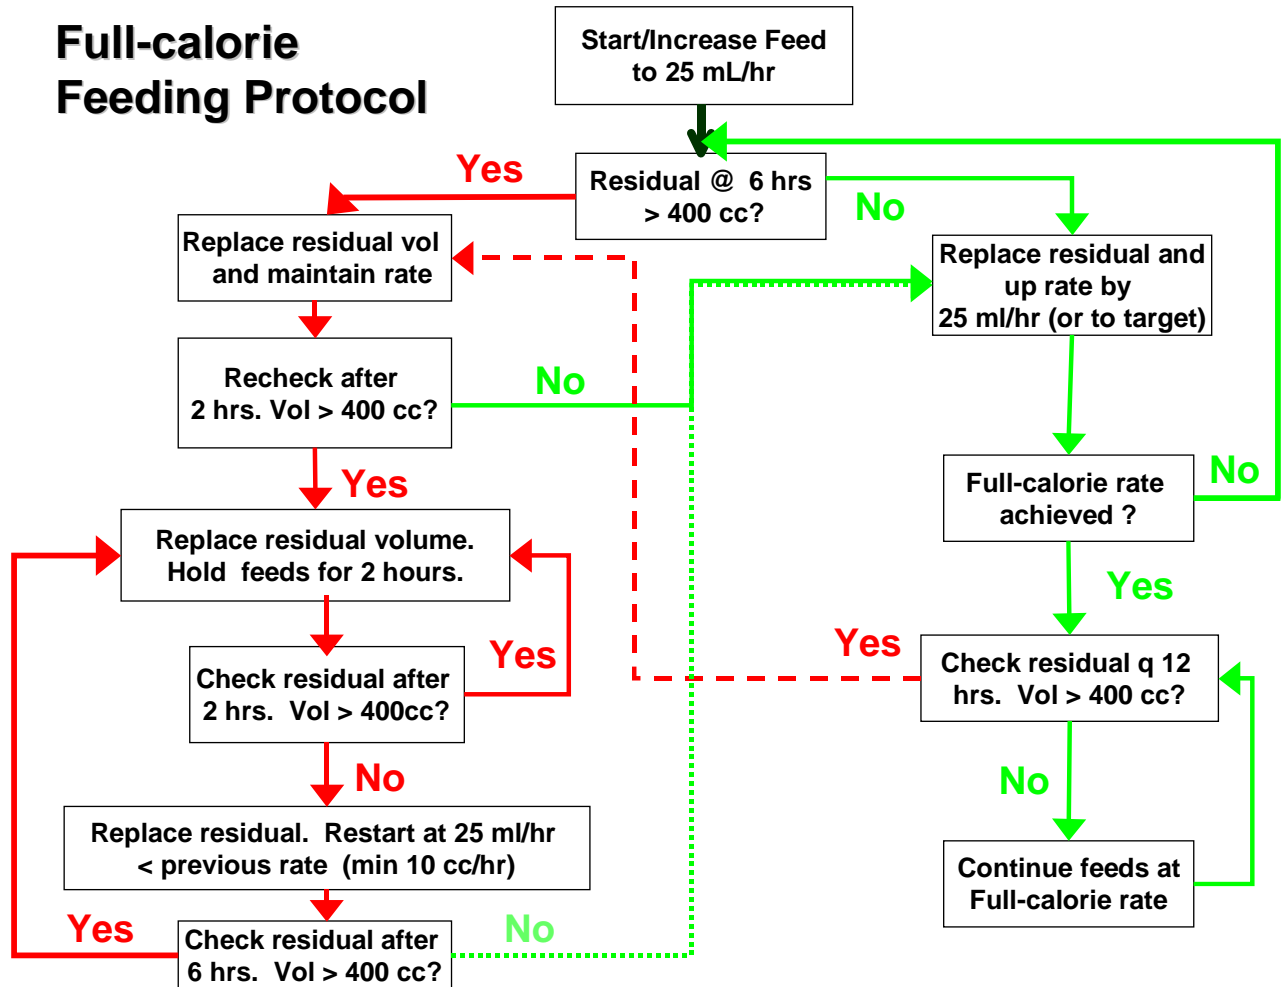 Full-calorie
Feeding Protocol
Start/Increase Feed
to 25 mL/hr
Yes
Residual @ 6 hrs
> 400 cc?
No
Replace residual vol
and maintain rate
Replace residual and
up rate by
25 ml/hr (or to target)
Recheck after
2 hrs. Vol > 400 cc?
No
Yes
Full-calorie rate
achieved ?
No
Replace residual volume.
Hold feeds for 2 hours.
Yes
Yes
Check residual after
2 hrs. Vol > 400cc?
Yes
Check residual q 12
hrs. Vol > 400 cc?
No
No
Replace residual. Restart at 25 ml/hr
< previous rate (min 10 cc/hr)
Continue feeds at
Full-calorie rate
Yes
Check residual after
6 hrs. Vol > 400 cc?
No